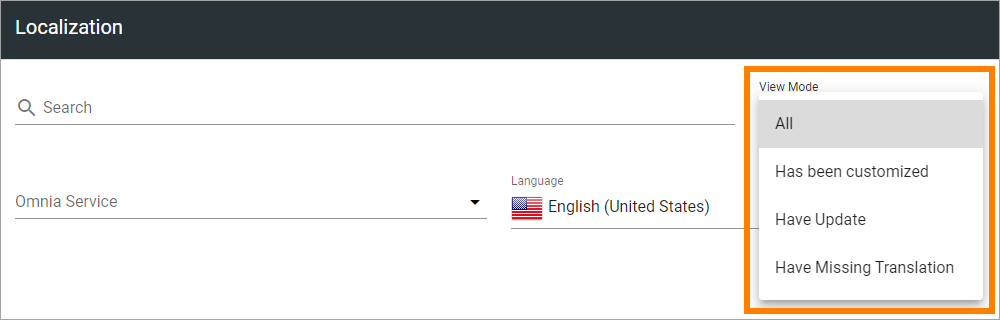 Localization
Search
View Mode
All
Has been customized
Have Update
Have Missing Translation
Omnia Service
Language
English (United States)